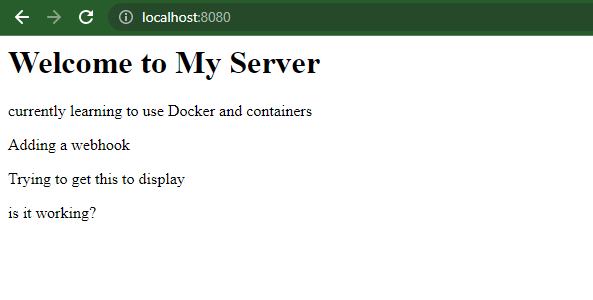 localhost:8080
Welcome to My Server
currently learning to use Docker and containers
Adding a webhook
Trying to get this to display
is it working?